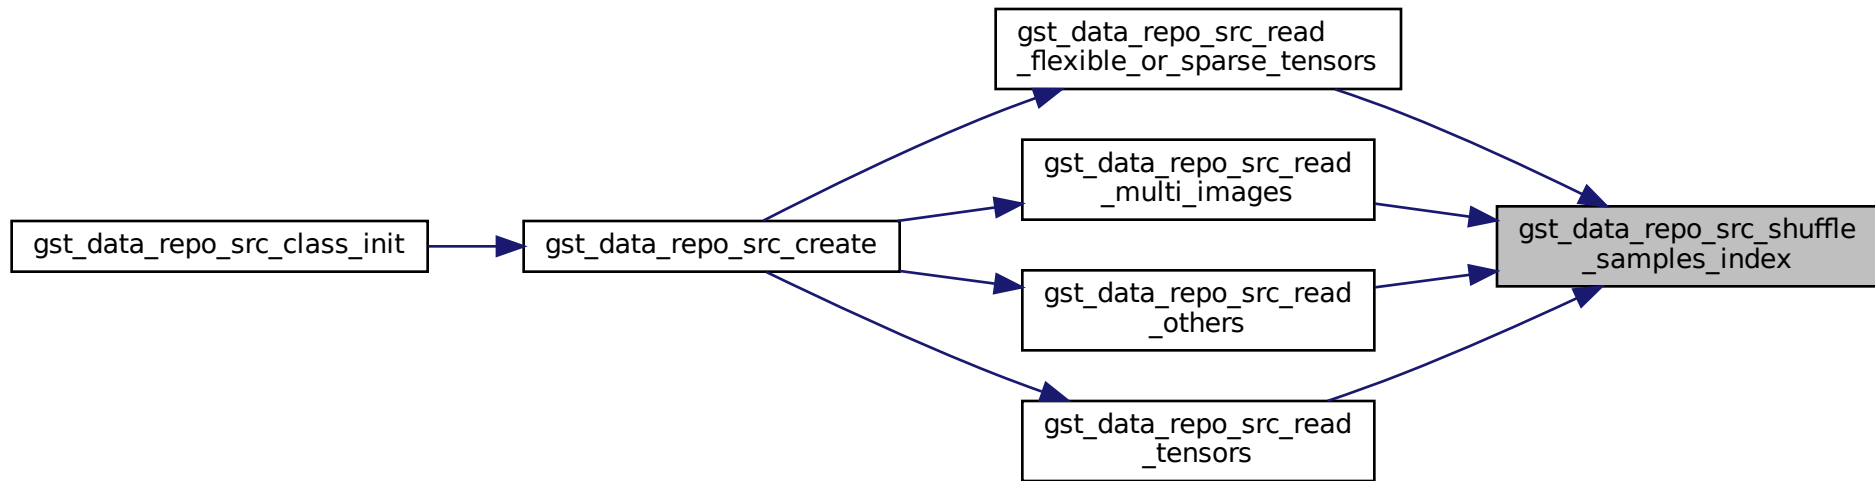 gst_data_repo_src_read
_flexible_or_sparse_tensors
gst_data_repo_src_read
_multi_images
gst_data_repo_src_shuffle
_samples_index
gst_data_repo_src_class_init
gst_data_repo_src_create
gst_data_repo_src_read
_others
gst_data_repo_src_read
_tensors